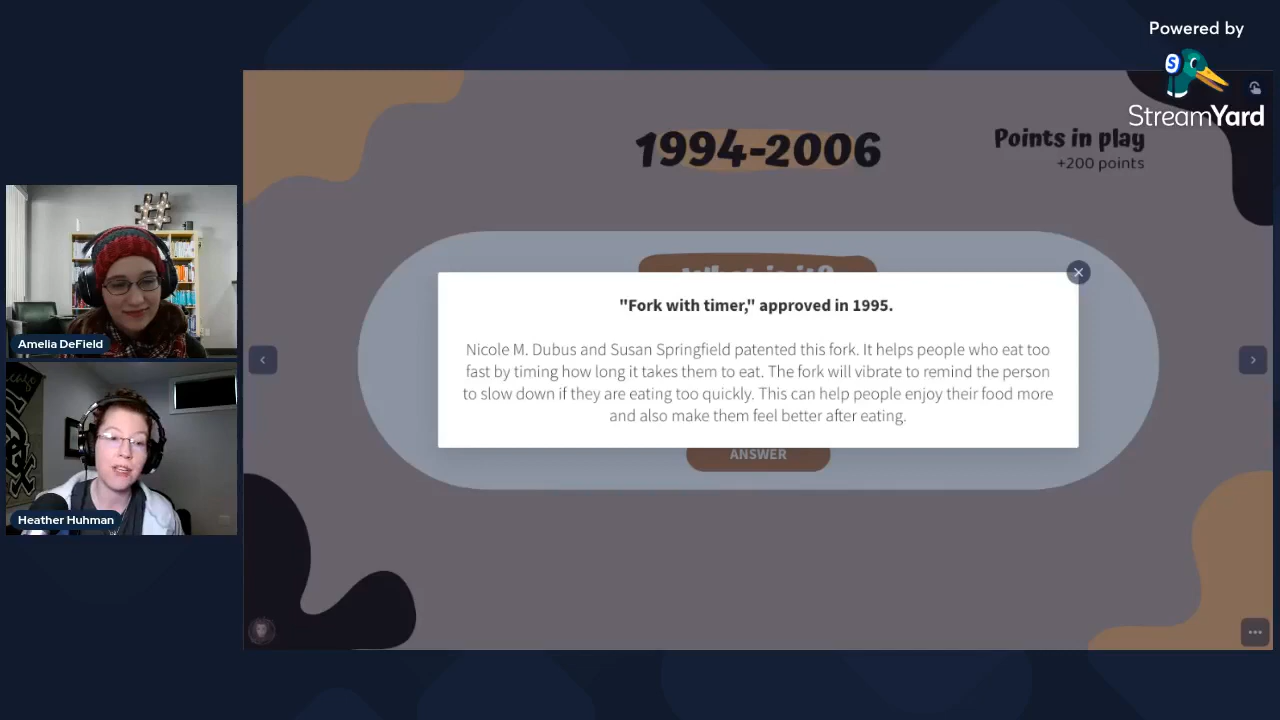 Powered by
StreamYard
1994-2006
Points in play
+200 points
What is it?
"Fork with timer," approved in 1995.
Nicole M. Dubus and Susan Springfield patented this fork. It helps people who eat too
fast by timing how long it takes them to eat. The fork will vibrate to remind the person
to slow down if they are eating too quickly. This can help people enjoy their food more
and also make them feel better after eating.
ANSWER
Amelia DeField
Heather Huhman